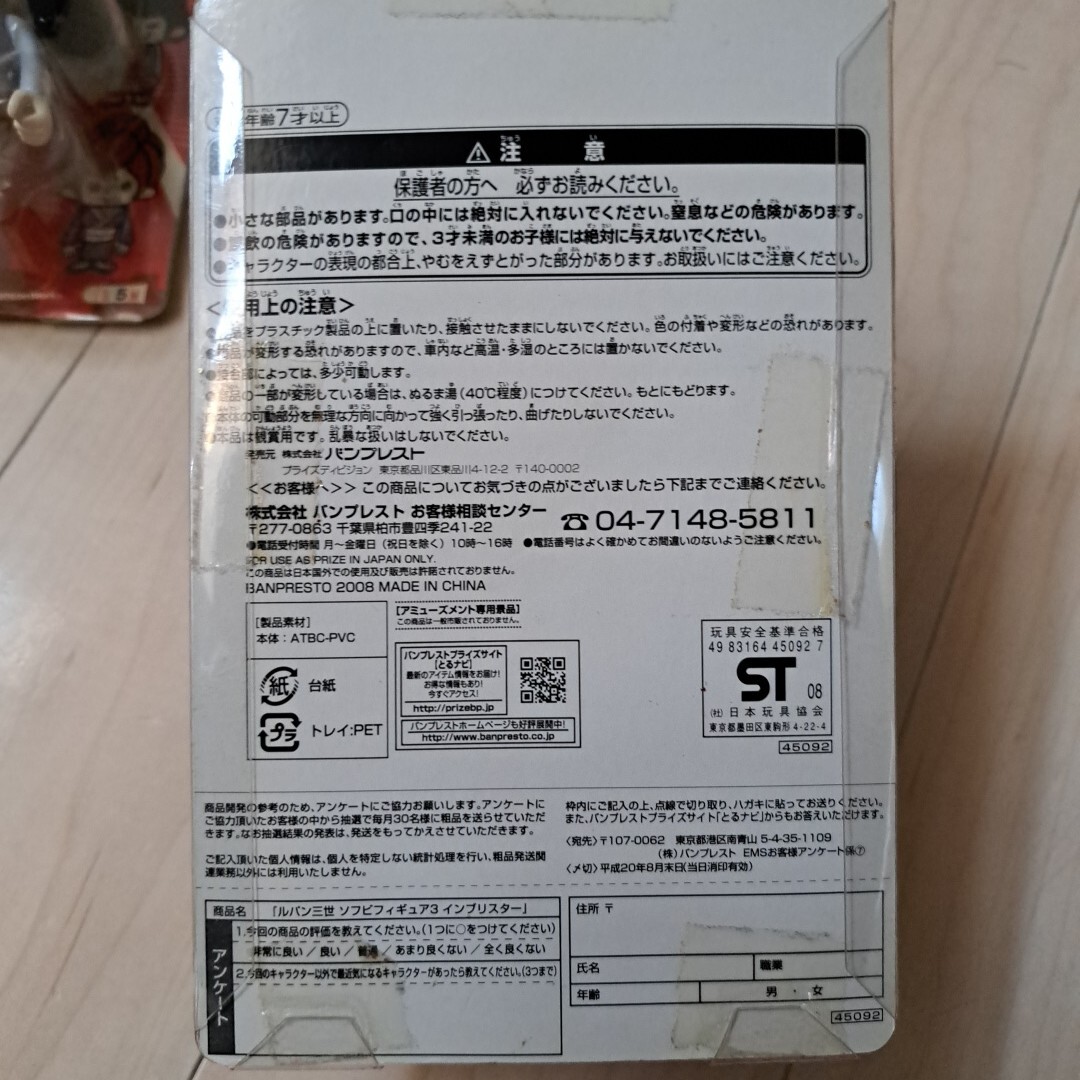 年齢7才以上
⚠注意
保護者の方へ 必ずお読みください。
●小さな部品があります。口の中には絶対に入れないでください。窒息などの危険があります。
●誤飲の危険がありますので、3才未満のお子様には絶対に与えないでください。
●キャラクターの表現の都合上、やむをえずとがった部分があります。お取扱いにはご注意ください。
<使用上の注意>
をプラスチック製品の上に置いたり、接触させたままにしないでください。色の付着や変形などの恐れがあります。
変形する恐れがありますので、車内など高温・多湿のところには置かないでください。
部によっては、多少可動します。
の一部が変形している場合は、ぬるま湯(40℃程度)につけてください。もとにもどります。
本体の可動部分を無理な方向に向かって強く引っ張ったり、曲げたりしないでください。
●本品は観賞用です。乱暴な扱いはしないでください。
発売元 株式会社バンプレスト
プライズディビジョン 東京都品川区東品川4-12-2 〒140-0002
<<お客様へ>> この商品についてお気づきの点がございましたら下記までご連絡ください。
株式会社 バンプレスト お客様相談センター
〒277-0863 千葉県柏市豊四季241-22
☎04-7148-5811
●電話受付時間 月～金曜日(祝日を除く)10時～16時 ●電話番号はよく確かめてお間違いのないようご注意ください。
FOR USE AS PRIZE IN JAPAN ONLY.
この商品は日本国外での使用及び販売は許諾されておりません。
BANPRESTO 2008 MADE IN CHINA
[製品素材]
本体:ATBC-PVC
紙 台紙
プラ トレイ:PET
[アミューズメント専用景品]
この商品は一般市販されておりません。
バンプレストプライズサイト
[とるナビ]
最新のアイテム情報をお届け!
お得な情報もあり!
今すぐアクセス!
http://prizebp.jp
バンプレストホームページも好評展開中!
http://www.banpresto.co.jp
玩具安全基準合格
49 83164 45092 7
ST 08
(社)日本玩具協会
東京都墨田区東駒形4-22-4
45092
商品開発の参考のため、アンケートにご協力お願いします。アンケートに
ご協力頂いたお客様の中から抽選で毎月30名様に粗品を送らせていただき
ます。なお抽選結果の発表は、発送をもってかえさせていただきます。
ご記入頂いた個人情報は、個人を特定しない統計処理を行い、粗品発送関
連業務以外には利用いたしません。
枠内にご記入の上、点線で切り取り、ハガキに貼ってお送りください。
また、バンプレストプライズサイト「とるナビ」からもお答えいただけます。
〈宛先〉〒107-0062 東京都港区南青山5-4-35-1109
(株)バンプレスト EMSお客様アンケート係⑦
〈〆切〉平成20年8月末日(当日消印有効)
商品名 「ルパン三世 ソフビフィギュア3 インブリスター」
アンケート
1.今回の商品の評価を教えてください。(1つに○をつけてください)
非常に良い / 良い / 普通 / あまり良くない / 全く良くない
2.今回のキャラクター以外で最近気になるキャラクターがあったら教えてください。(3つまで)
住所 〒
氏名 職業
年齢 男 ・ 女
45092